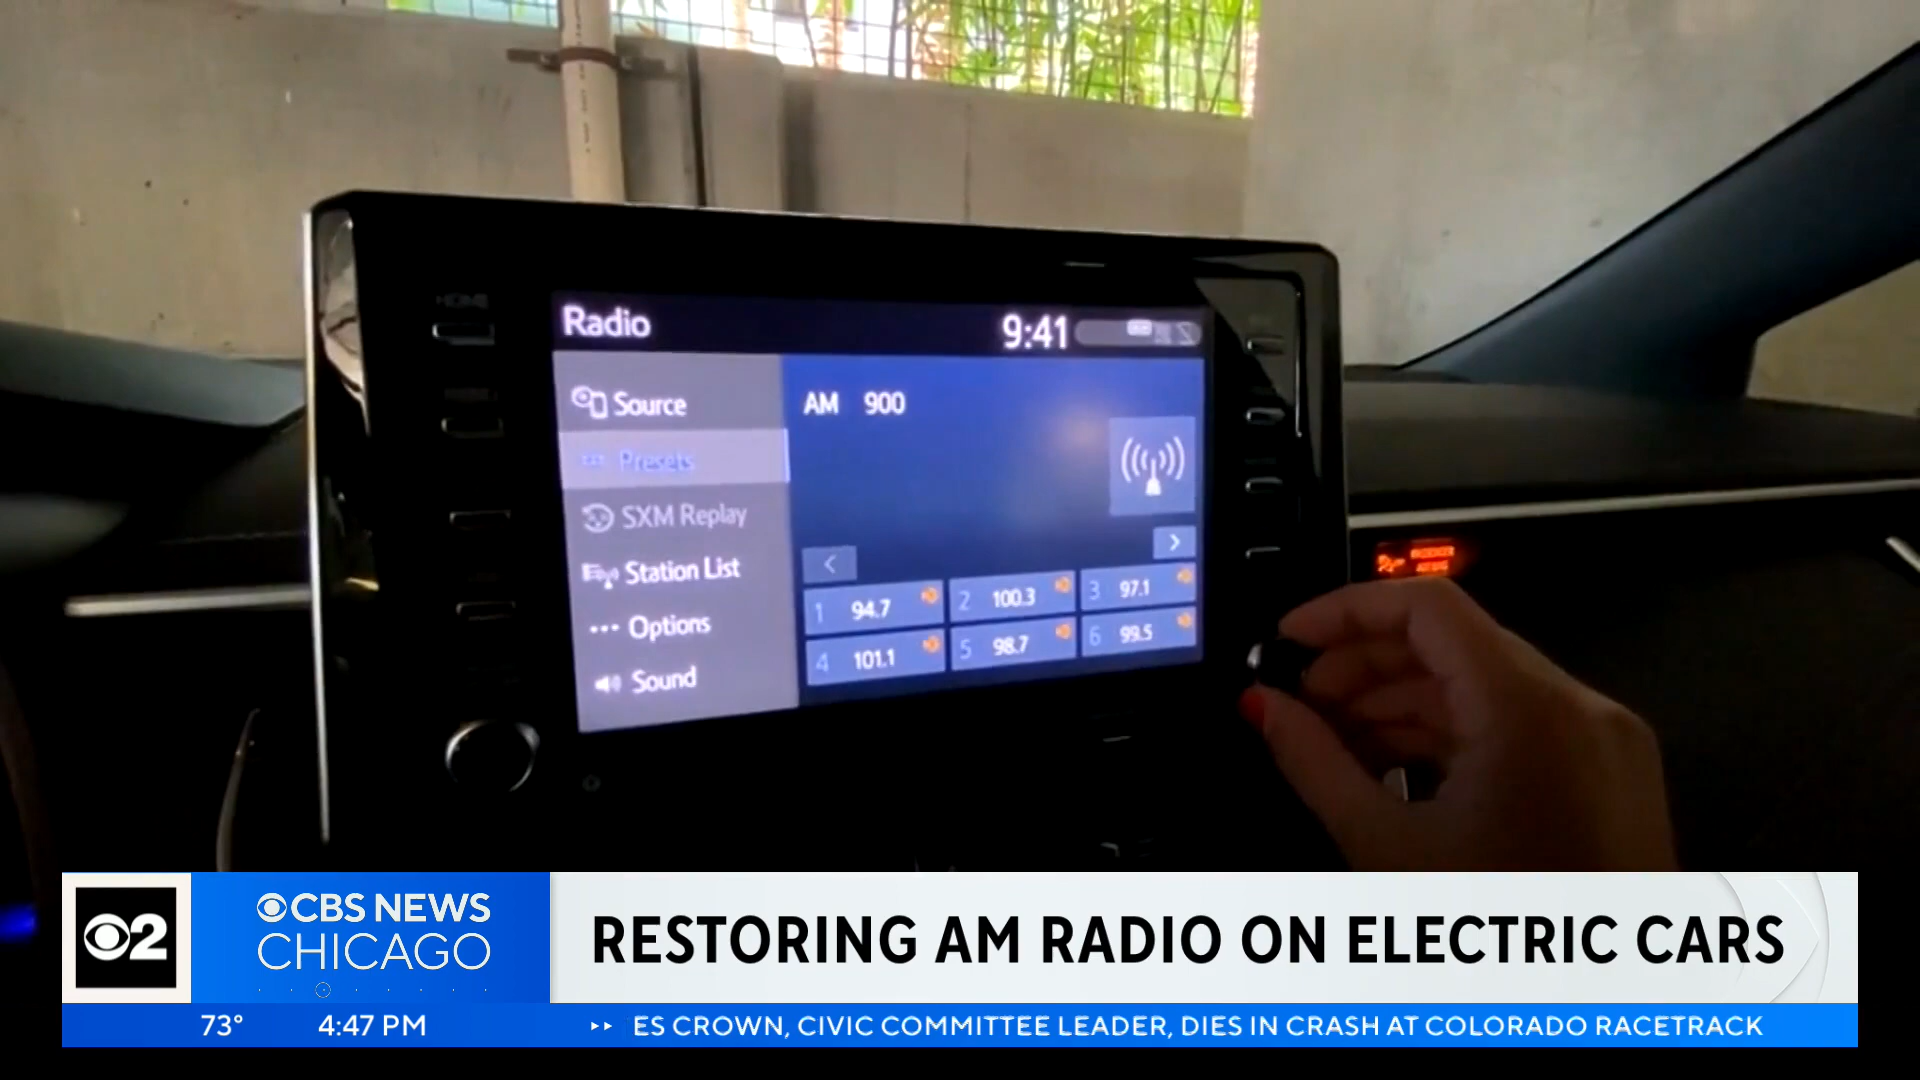 HOME
Radio
9:41
Source
AM 900
Presets
SXM Replay
Station List
Options
Sound
1 94.7
2 100.3
3 97.1
4 101.1
5 98.7
6 99.5
2
CBS NEWS
CHICAGO
RESTORING AM RADIO ON ELECTRIC CARS
73° 4:47 PM
ES CROWN, CIVIC COMMITTEE LEADER, DIES IN CRASH AT COLORADO RACETRACK